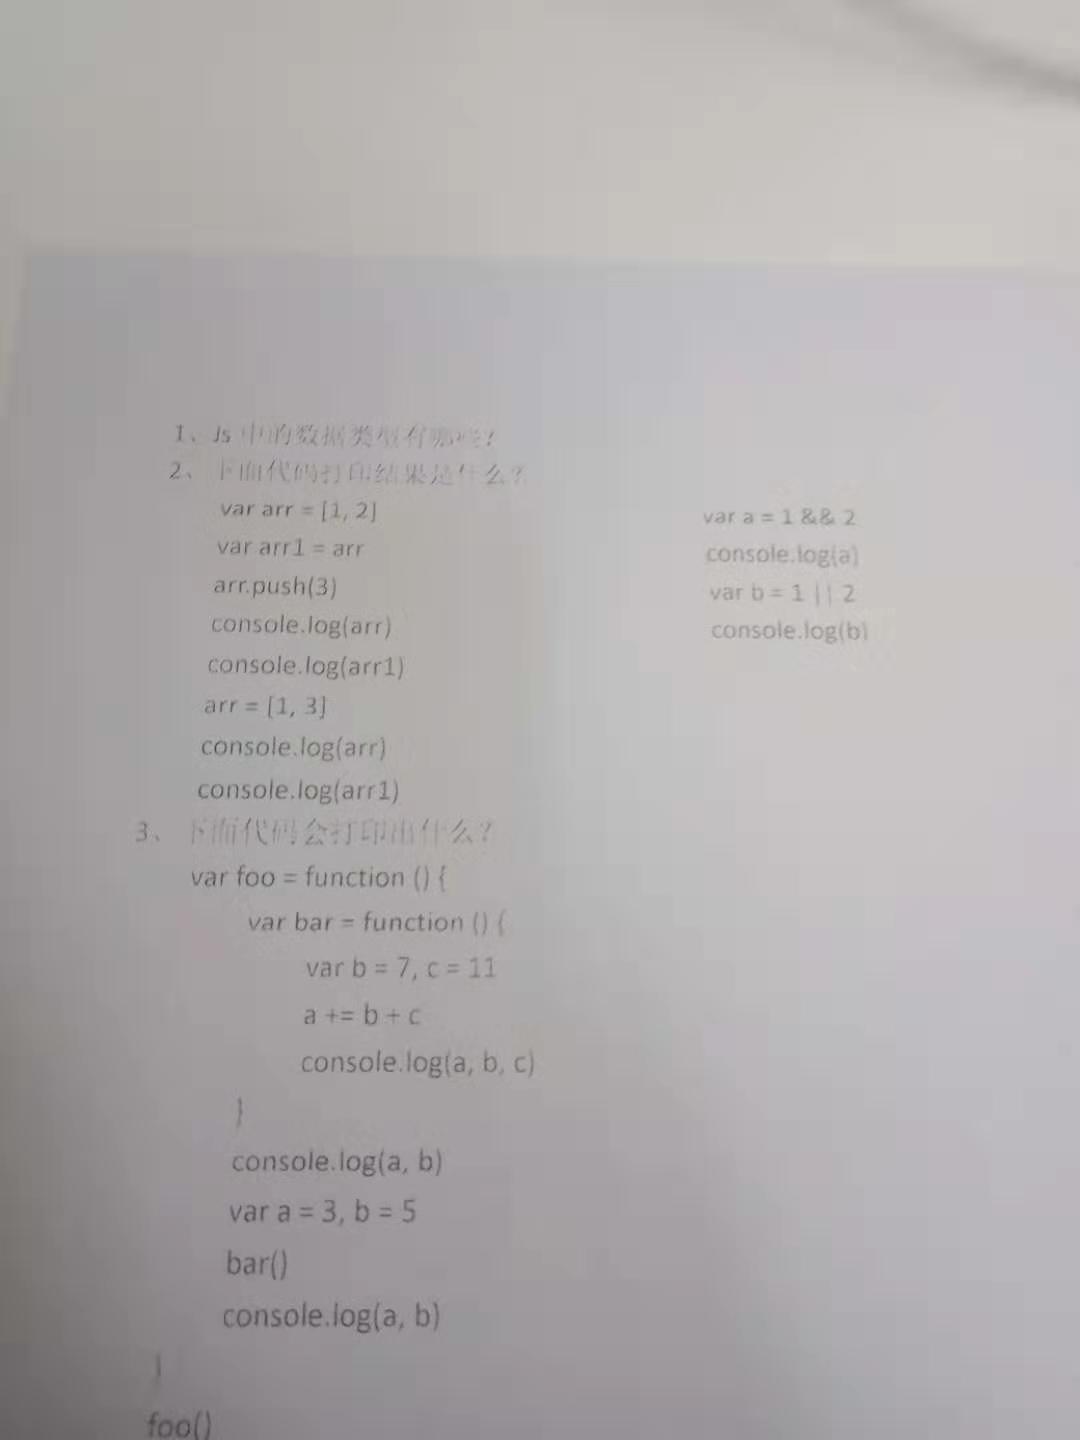 1、Js 中的数据类型有哪些？
2、下面代码打印结果是什么？
var arr = [1, 2]
var arr1 = arr
arr.push(3)
console.log(arr)
console.log(arr1)
arr = [1, 3]
console.log(arr)
console.log(arr1)
var a = 1 && 2
console.log(a)
var b = 1 || 2
console.log(b)
3、下面代码会打印出什么？
var foo = function () {
var bar = function () {
var b = 7, c = 11
a += b + c
console.log(a, b, c)
}
console.log(a, b)
var a = 3, b = 5
bar()
console.log(a, b)
}
foo()